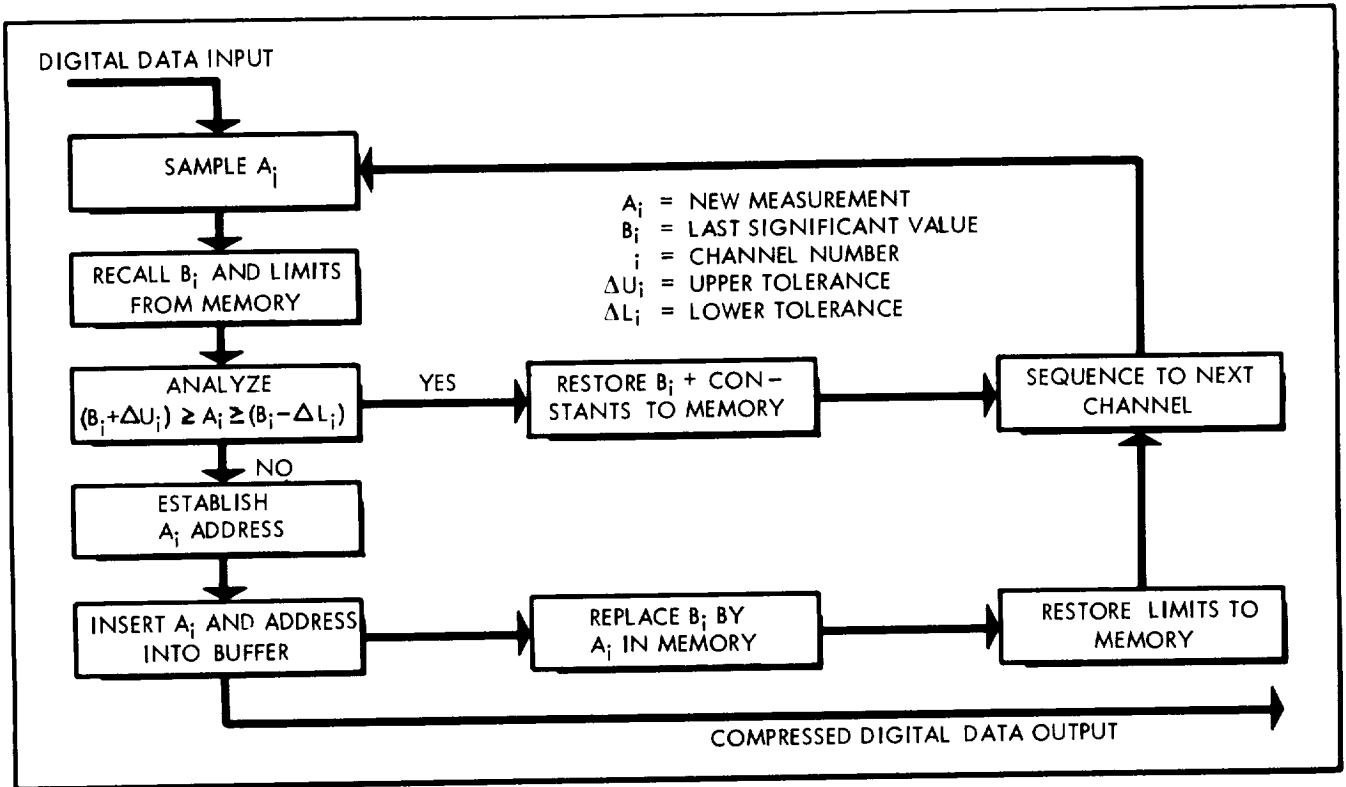 DIGITAL DATA INPUT
SAMPLE Ai
Ai = NEW MEASUREMENT
Bi = LAST SIGNIFICANT VALUE
i = CHANNEL NUMBER
ΔUi = UPPER TOLERANCE
ΔLi = LOWER TOLERANCE
RECALL Bi AND LIMITS
FROM MEMORY
ANALYZE
(Bi+ΔUi) ≥ Ai ≥ (Bi-ΔLi)
YES
RESTORE Bi + CON-
STANTS TO MEMORY
SEQUENCE TO NEXT
CHANNEL
NO
ESTABLISH
Ai ADDRESS
INSERT Ai AND ADDRESS
INTO BUFFER
REPLACE Bi BY
Ai IN MEMORY
RESTORE LIMITS TO
MEMORY
COMPRESSED DIGITAL DATA OUTPUT